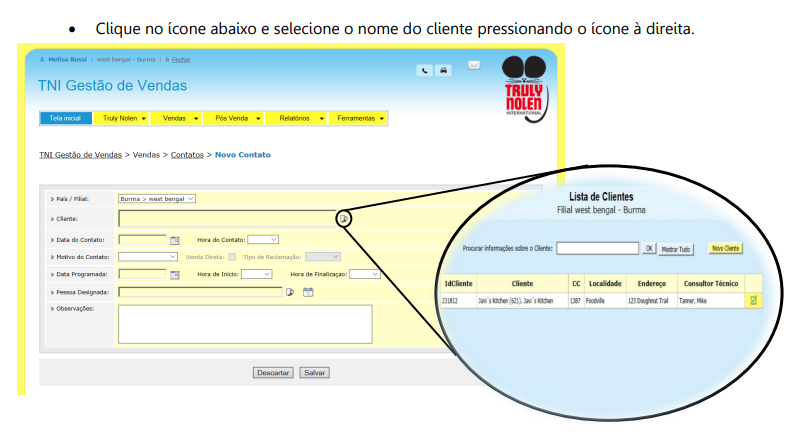 • Clique no ícone abaixo e selecione o nome do cliente pressionando o ícone à direita.
Melisa Rossi | west bengal - Burma | Fechar
TNI Gestão de Vendas
TRULY
NOLEN
INTERNATIONAL
Tela inicial Truly Nolen Vendas Pós Venda Relatórios Ferramentas
TNI Gestão de Vendas > Vendas > Contatos > Novo Contato
País / Filial: Burma > west bengal
Cliente:
Data do Contato: Hora do Contato:
Motivo do Contato: Venda Direta: Tipo de Reclamação:
Data Programada: Hora de Início: Hora de Finalizaçao:
Pessoa Designada:
Observações:
Descartar Salvar
Lista de Clientes
Filial west bengal - Burma
Procurar informações sobre o Cliente: OK Mostrar Tudo Novo Cliente
IdCliente Cliente CC Localidade Endereço Consultor Técnico
231812 Javi´s Kitchen (621). Javi´s Kitchen 1387 Foodville 123 Doughnut Trail Tanner, Mike